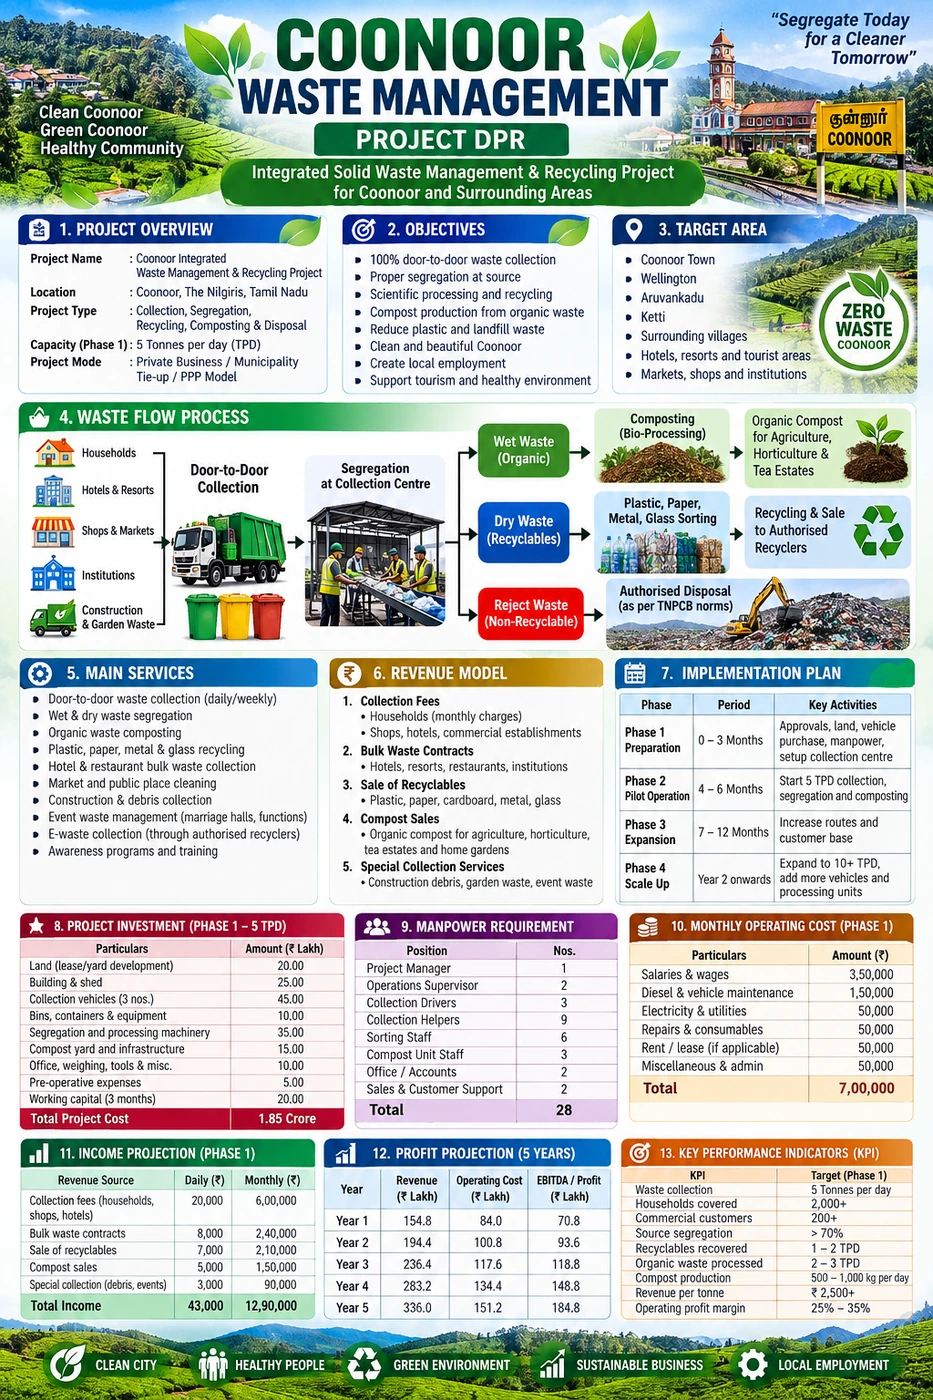 COONOOR
WASTE MANAGEMENT
PROJECT DPR
Integrated Solid Waste Management & Recycling Project
for Coonoor and Surrounding Areas
Clean Coonoor
Green Coonoor
Healthy Community
"Segregate Today
for a Cleaner
Tomorrow"
குன்னூர்
COONOOR
1. PROJECT OVERVIEW
Project Name : Coonoor Integrated
Waste Management & Recycling Project
Location : Coonoor, The Nilgiris, Tamil Nadu
Project Type : Collection, Segregation,
Recycling, Composting & Disposal
Capacity (Phase 1) : 5 Tonnes per day (TPD)
Project Mode : Private Business / Municipality
Tie-up / PPP Model
2. OBJECTIVES
100% door-to-door waste collection
Proper segregation at source
Scientific processing and recycling
Compost production from organic waste
Reduce plastic and landfill waste
Clean and beautiful Coonoor
Create local employment
Support tourism and healthy environment
3. TARGET AREA
Coonoor Town
Wellington
Aruvankadu
Ketti
Surrounding villages
Hotels, resorts and tourist areas
Markets, shops and institutions
ZERO
WASTE
COONOOR
4. WASTE FLOW PROCESS
Households
Hotels & Resorts
Shops & Markets
Institutions
Construction
& Garden Waste
Door-to-Door
Collection
Segregation
at Collection Centre
Wet Waste
(Organic)
Composting
(Bio-Processing)
Organic Compost
for Agriculture,
Horticulture &
Tea Estates
Dry Waste
(Recyclables)
Plastic, Paper,
Metal, Glass Sorting
Recycling & Sale
to Authorised
Recyclers
Reject Waste
(Non-Recyclable)
Authorised Disposal
(as per TNPCB norms)
5. MAIN SERVICES
Door-to-door waste collection (daily/weekly)
Wet & dry waste segregation
Organic waste composting
Plastic, paper, metal & glass recycling
Hotel & restaurant bulk waste collection
Market and public place cleaning
Construction & debris collection
Event waste management (marriage halls, functions)
E-waste collection (through authorised recyclers)
Awareness programs and training
6. REVENUE MODEL
1. Collection Fees
• Households (monthly charges)
• Shops, hotels, commercial establishments
2. Bulk Waste Contracts
• Hotels, resorts, restaurants, institutions
3. Sale of Recyclables
• Plastic, paper, cardboard, metal, glass
4. Compost Sales
• Organic compost for agriculture, horticulture,
tea estates and home gardens
5. Special Collection Services
• Construction debris, garden waste, event waste
7. IMPLEMENTATION PLAN
Phase Period Key Activities
Phase 1 Preparation 0 – 3 Months Approvals, land, vehicle purchase, manpower, setup collection centre
Phase 2 Pilot Operation 4 – 6 Months Start 5 TPD collection, segregation and composting
Phase 3 Expansion 7 – 12 Months Increase routes and customer base
Phase 4 Scale Up Year 2 onwards Expand to 10+ TPD, add more vehicles and processing units
8. PROJECT INVESTMENT (PHASE 1 – 5 TPD)
Particulars Amount (₹ Lakh)
Land (lease/yard development) 20.00
Building & shed 25.00
Collection vehicles (3 nos.) 45.00
Bins, containers & equipment 10.00
Segregation and processing machinery 35.00
Compost yard and infrastructure 15.00
Office, weighing, tools & misc. 10.00
Pre-operative expenses 5.00
Working capital (3 months) 20.00
Total Project Cost 1.85 Crore
9. MANPOWER REQUIREMENT
Position Nos.
Project Manager 1
Operations Supervisor 2
Collection Drivers 3
Collection Helpers 9
Sorting Staff 6
Compost Unit Staff 3
Office / Accounts 2
Sales & Customer Support 2
Total 28
10. MONTHLY OPERATING COST (PHASE 1)
Particulars Amount (₹)
Salaries & wages 3,50,000
Diesel & vehicle maintenance 1,50,000
Electricity & utilities 50,000
Repairs & consumables 50,000
Rent / lease (if applicable) 50,000
Miscellaneous & admin 50,000
Total 7,00,000
11. INCOME PROJECTION (PHASE 1)
Revenue Source Daily (₹) Monthly (₹)
Collection fees (households, shops, hotels) 20,000 6,00,000
Bulk waste contracts 8,000 2,40,000
Sale of recyclables 7,000 2,10,000
Compost sales 5,000 1,50,000
Special collection (debris, events) 3,000 90,000
Total Income 43,000 12,90,000
12. PROFIT PROJECTION (5 YEARS)
Year Revenue (₹ Lakh) Operating Cost (₹ Lakh) EBITDA / Profit (₹ Lakh)
Year 1 154.8 84.0 70.8
Year 2 194.4 100.8 93.6
Year 3 236.4 117.6 118.8
Year 4 283.2 134.4 148.8
Year 5 336.0 151.2 184.8
13. KEY PERFORMANCE INDICATORS (KPI)
KPI Target (Phase 1)
Waste collection 5 Tonnes per day
Households covered 2,000+
Commercial customers 200+
Source segregation > 70%
Recyclables recovered 1 – 2 TPD
Organic waste processed 2 – 3 TPD
Compost production 500 – 1,000 kg per day
Revenue per tonne ₹ 2,500+
Operating profit margin 25% – 35%
CLEAN CITY
HEALTHY PEOPLE
GREEN ENVIRONMENT
SUSTAINABLE BUSINESS
LOCAL EMPLOYMENT